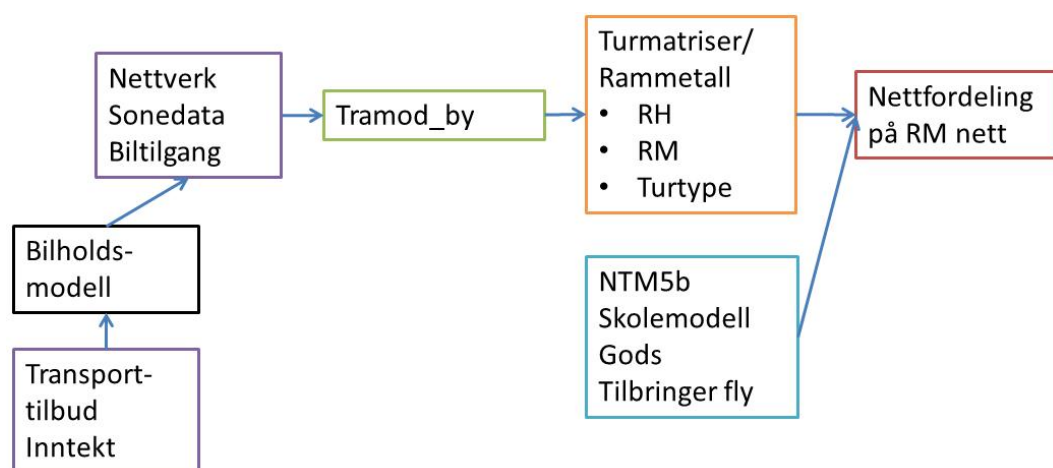 Nettverk
Sonedata
Biltilgang
Tramod_by
Turmatriser/
Rammetall
• RH
• RM
• Turtype
Nettfordeling
på RM nett
Bilholds-
modell
NTM5b
Skolemodell
Gods
Tilbringer fly
Transport-
tilbud
Inntekt